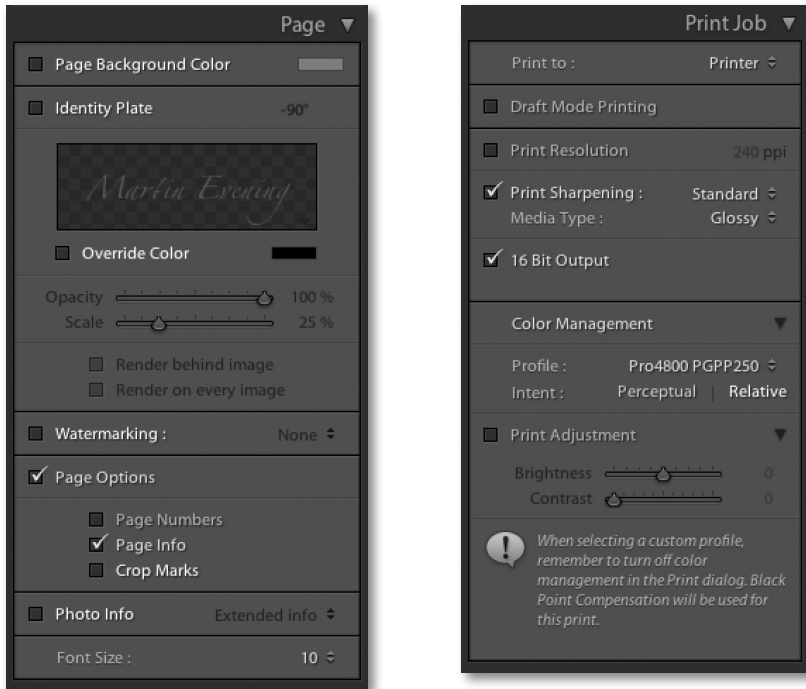 Page
Page Background Color
Identity Plate -90°
Martin Evening
Override Color
Opacity 100 %
Scale 25 %
Render behind image
Render on every image
Watermarking : None
Page Options
Page Numbers
Page Info
Crop Marks
Photo Info Extended info
Font Size : 10
Print Job
Print to : Printer
Draft Mode Printing
Print Resolution 240 ppi
Print Sharpening : Standard
Media Type : Glossy
16 Bit Output
Color Management
Profile : Pro4800 PGPP250
Intent : Perceptual | Relative
Print Adjustment
Brightness 0
Contrast 0
When selecting a custom profile,
remember to turn off color
management in the Print dialog. Black
Point Compensation will be used for
this print.